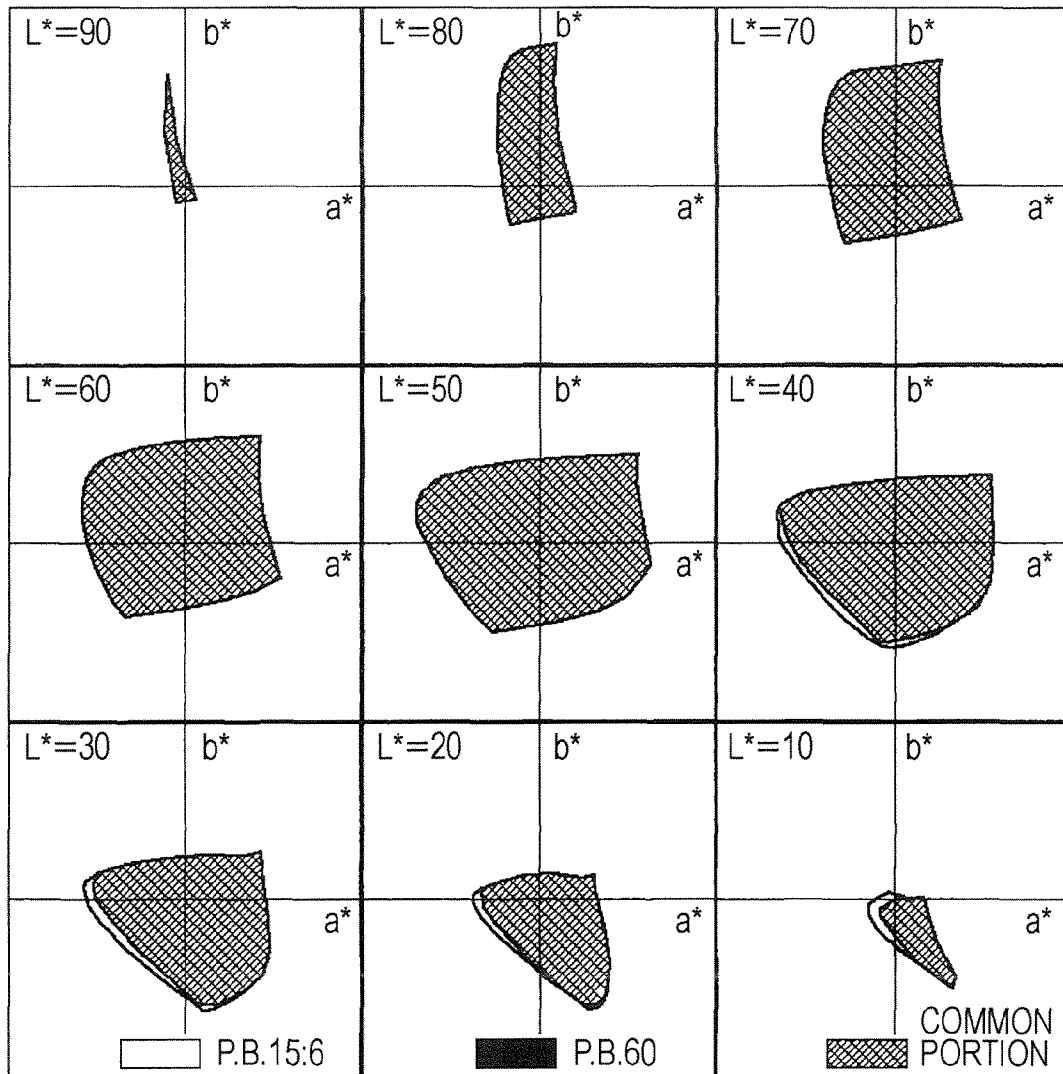 L*=90 b*
a*
L*=80 b*
a*
L*=70 b*
a*
L*=60 b*
a*
L*=50 b*
a*
L*=40 b*
a*
L*=30 b*
a*
L*=20 b*
a*
L*=10 b*
a*
P.B.15:6
P.B.60
COMMON
PORTION